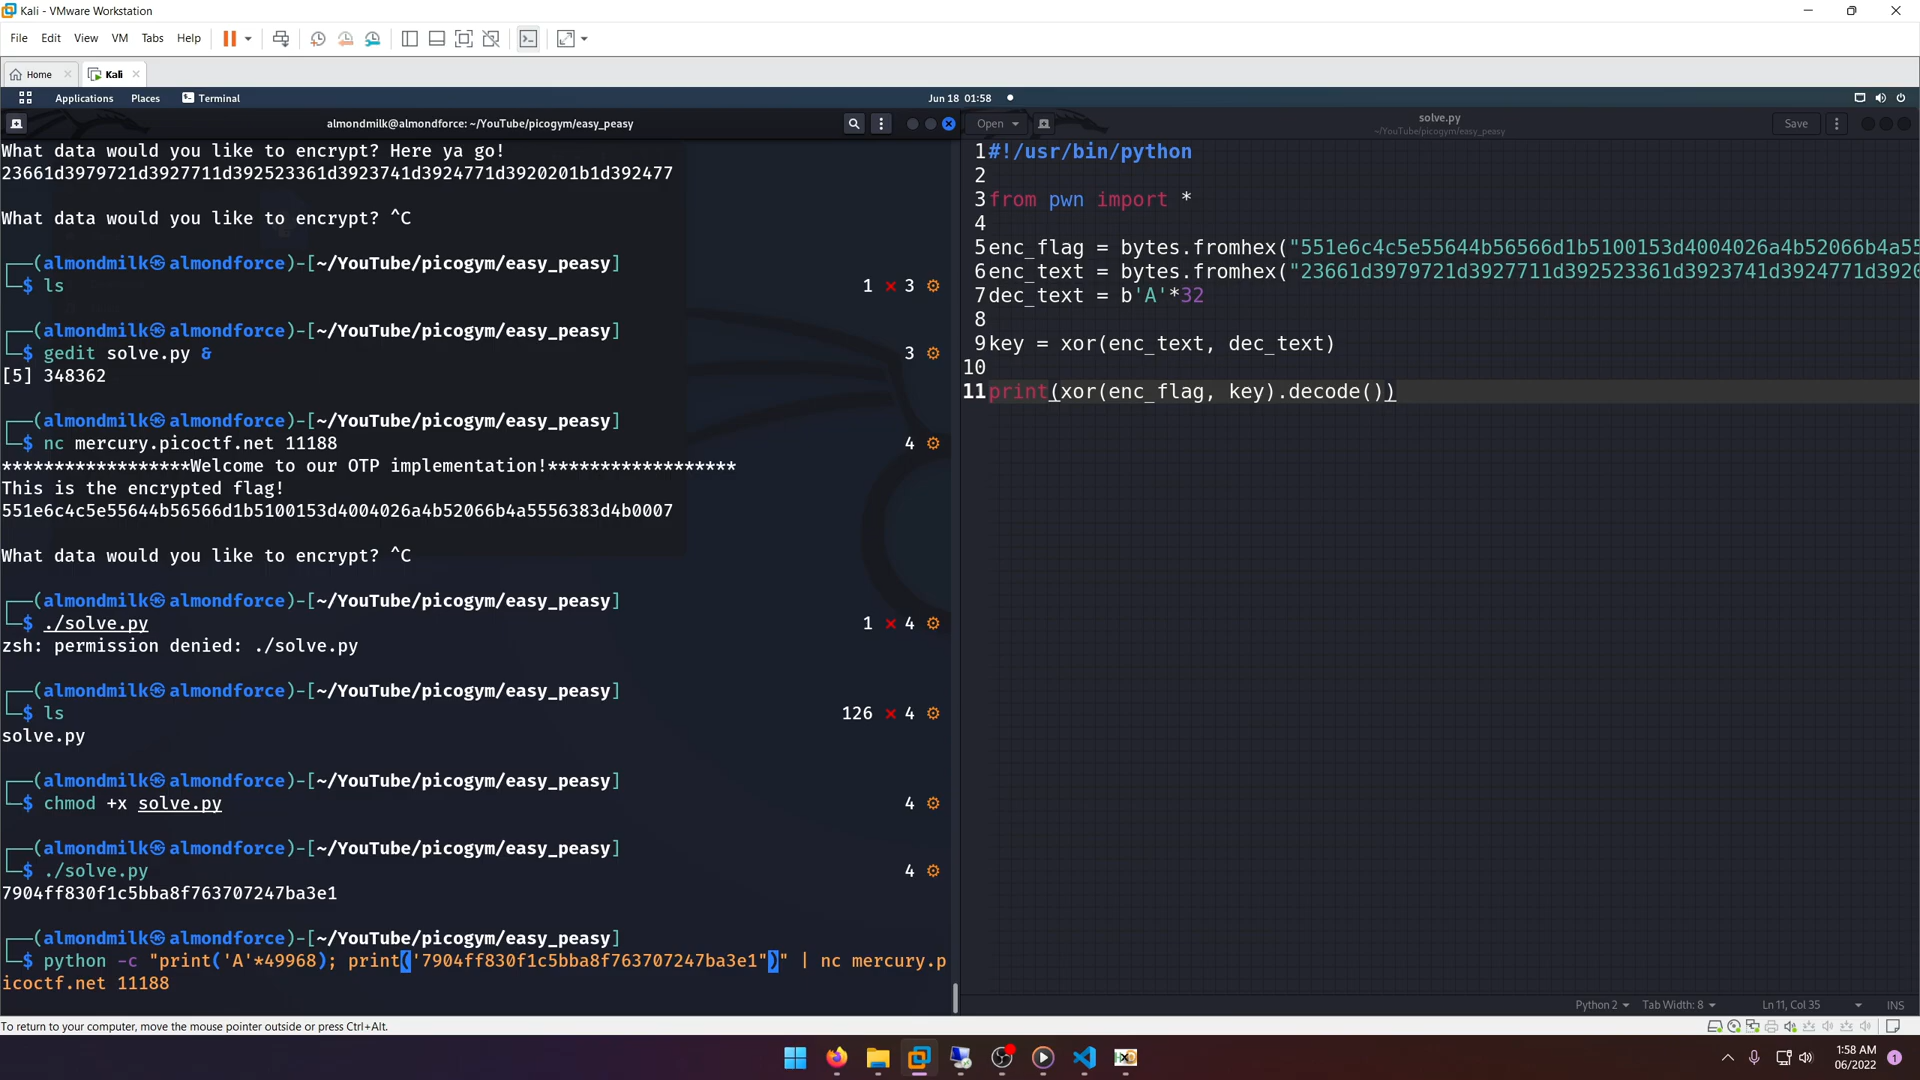 Kali - VMware Workstation
File Edit View VM Tabs Help
Home
Kali
Applications Places Terminal
Jun 18 01:58
almondmilk@almondforce: ~/YouTube/picogym/easy_peasy
What data would you like to encrypt? Here ya go!
23661d3979721d3927711d392523361d3923741d3924771d3920201b1d392477
What data would you like to encrypt? ^C
┌──(almondmilk㉿almondforce)-[~/YouTube/picogym/easy_peasy]
└─$ ls 1 ✗ 3 ⚙
┌──(almondmilk㉿almondforce)-[~/YouTube/picogym/easy_peasy]
└─$ gedit solve.py & 3 ⚙
[5] 348362
┌──(almondmilk㉿almondforce)-[~/YouTube/picogym/easy_peasy]
└─$ nc mercury.picoctf.net 11188 4 ⚙
******************Welcome to our OTP implementation!******************
This is the encrypted flag!
551e6c4c5e55644b56566d1b5100153d4004026a4b52066b4a5556383d4b0007
What data would you like to encrypt? ^C
┌──(almondmilk㉿almondforce)-[~/YouTube/picogym/easy_peasy]
└─$ ./solve.py 1 ✗ 4 ⚙
zsh: permission denied: ./solve.py
┌──(almondmilk㉿almondforce)-[~/YouTube/picogym/easy_peasy]
└─$ ls 126 ✗ 4 ⚙
solve.py
┌──(almondmilk㉿almondforce)-[~/YouTube/picogym/easy_peasy]
└─$ chmod +x solve.py 4 ⚙
┌──(almondmilk㉿almondforce)-[~/YouTube/picogym/easy_peasy]
└─$ ./solve.py 4 ⚙
7904ff830f1c5bba8f763707247ba3e1
┌──(almondmilk㉿almondforce)-[~/YouTube/picogym/easy_peasy]
└─$ python -c "print('A'*49968); print('7904ff830f1c5bba8f763707247ba3e1")" | nc mercury.p
icoctf.net 11188
Open
solve.py
~/YouTube/picogym/easy_peasy
Save
1 #!/usr/bin/python
2
3 from pwn import *
4
5 enc_flag = bytes.fromhex("551e6c4c5e55644b56566d1b5100153d4004026a4b52066b4a55
6 enc_text = bytes.fromhex("23661d3979721d3927711d392523361d3923741d3924771d3920
7 dec_text = b'A'*32
8
9 key = xor(enc_text, dec_text)
10
11 print(xor(enc_flag, key).decode())
Python 2 Tab Width: 8 Ln 11, Col 35 INS
To return to your computer, move the mouse pointer outside or press Ctrl+Alt.
1:58 AM
06/2022
1